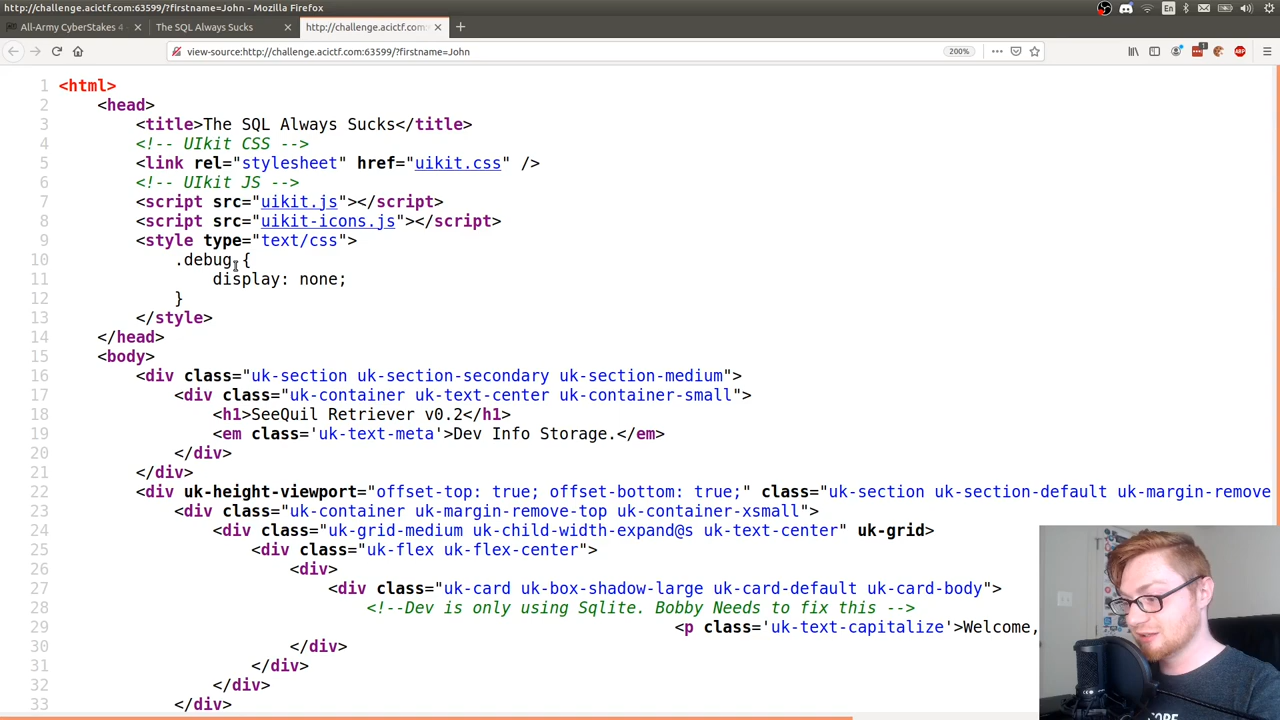 http://challenge.acictf.com:63599/?firstname=John - Mozilla Firefox
En
All-Army CyberStakes 4
The SQL Always Sucks
http://challenge.acictf.com:
view-source:http://challenge.acictf.com:63599/?firstname=John
200%
ABP
1 <html>
2 <head>
3 <title>The SQL Always Sucks</title>
4 <!-- UIkit CSS -->
5 <link rel="stylesheet" href="uikit.css" />
6 <!-- UIkit JS -->
7 <script src="uikit.js"></script>
8 <script src="uikit-icons.js"></script>
9 <style type="text/css">
10 .debug {
11 display: none;
12 }
13 </style>
14 </head>
15 <body>
16 <div class="uk-section uk-section-secondary uk-section-medium">
17 <div class="uk-container uk-text-center uk-container-small">
18 <h1>SeeQuil Retriever v0.2</h1>
19 <em class='uk-text-meta'>Dev Info Storage.</em>
20 </div>
21 </div>
22 <div uk-height-viewport="offset-top: true; offset-bottom: true;" class="uk-section uk-section-default uk-margin-remove
23 <div class="uk-container uk-margin-remove-top uk-container-xsmall">
24 <div class="uk-grid-medium uk-child-width-expand@s uk-text-center" uk-grid>
25 <div class="uk-flex uk-flex-center">
26 <div>
27 <div class="uk-card uk-box-shadow-large uk-card-default uk-card-body">
28 <!--Dev is only using Sqlite. Bobby Needs to fix this -->
29 <p class='uk-text-capitalize'>Welcome,
30 </div>
31 </div>
32 </div>
33 </div>